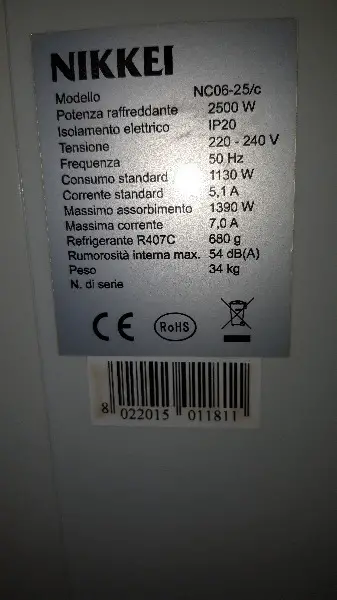 NIKKEI
Modello NC06-25/c
Potenza raffreddante 2500 W
Isolamento elettrico IP20
Tensione 220 - 240 V
Frequenza 50 Hz
Consumo standard 1130 W
Corrente standard 5,1 A
Massimo assorbimento 1390 W
Massima corrente 7,0 A
Refrigerante R407C 680 g
Rumorosità interna max. 54 dB(A)
Peso 34 kg
N. di serie
CE RoHS
8 022015 011811